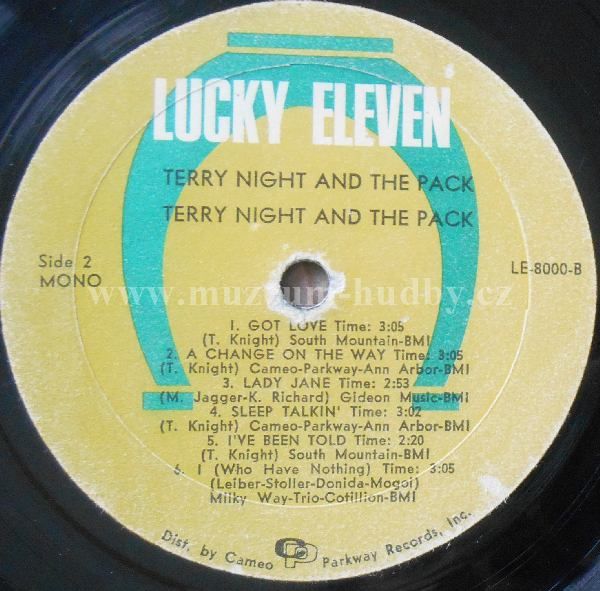 LUCKY ELEVEN
TERRY NIGHT AND THE PACK
TERRY NIGHT AND THE PACK
Side 2
MONO
LE-8000-B
www.muzeum-hudby.cz
1. GOT LOVE Time: 3:05
(T. Knight) South Mountain-BMI
2. A CHANGE ON THE WAY Time: 3:05
(T. Knight) Cameo-Parkway-Ann Arbor-BMI
3. LADY JANE Time: 2:53
(M. Jagger-K. Richard) Gideon Music-BMI
4. SLEEP TALKIN' Time: 3:02
(T. Knight) Cameo-Parkway-Ann Arbor-BMI
5. I'VE BEEN TOLD Time: 2:20
(T. Knight) South Mountain-BMI
6. I (Who Have Nothing) Time: 3:05
(Leiber-Stoller-Donida-Mogol)
Milky Way-Trio-Cotillion-BMI
Dist. by Cameo CP Parkway Records, Inc.